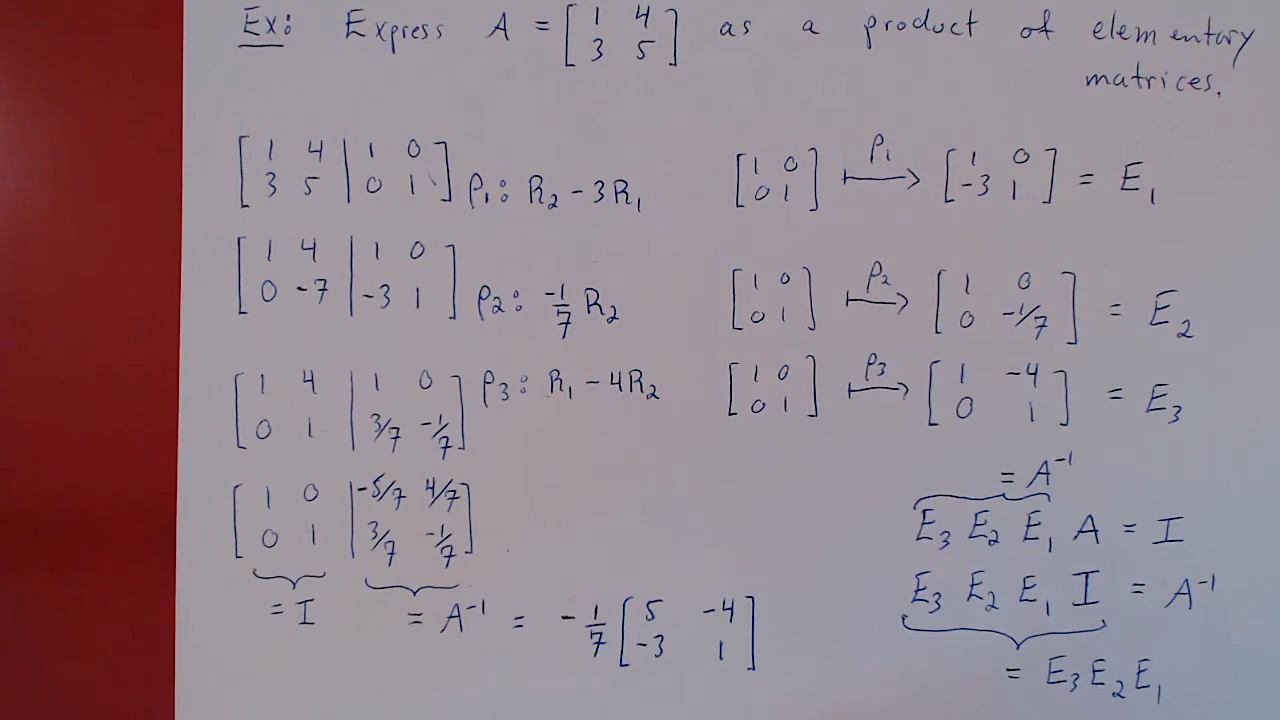 Ex: Express A = [1 4; 3 5] as a product of elementary
matrices.
[1 4 | 1 0; 3 5 | 0 1] ρ₁: R₂ - 3R₁
[1 4 | 1 0; 0 -7 | -3 1] ρ₂: -1/7 R₂
[1 4 | 1 0; 0 1 | 3/7 -1/7] ρ₃: R₁ - 4R₂
[1 0 | -5/7 4/7; 0 1 | 3/7 -1/7]
= I = A⁻¹ = -1/7 [5 -4; -3 1]
[1 0; 0 1] ↦ρ₁ [1 0; -3 1] = E₁
[1 0; 0 1] ↦ρ₂ [1 0; 0 -1/7] = E₂
[1 0; 0 1] ↦ρ₃ [1 -4; 0 1] = E₃
= A⁻¹
E₃ E₂ E₁ A = I
E₃ E₂ E₁ I = A⁻¹
= E₃E₂E₁